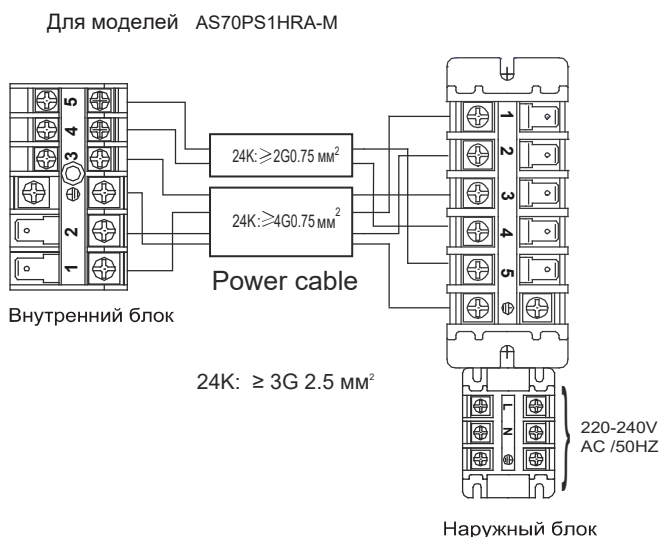 Для моделей AS70PS1HRA-M
5
4
3
2
1
24K:≥2G0.75 мм²
24K:≥4G0.75 мм²
Power cable
Внутренний блок
24K: ≥ 3G 2.5 мм²
1
2
3
4
5
L
N
220-240V
AC /50HZ
Наружный блок